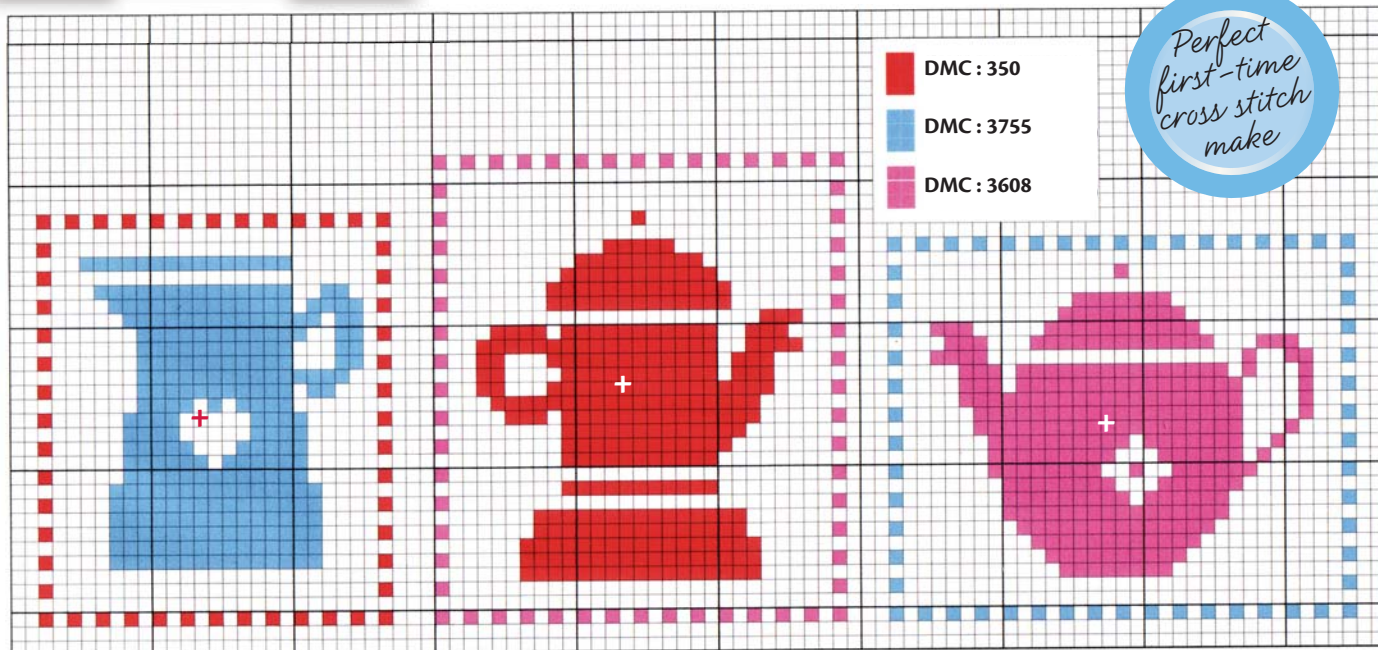 DMC : 350
DMC : 3755
DMC : 3608
Perfect
first-time
cross stitch
make